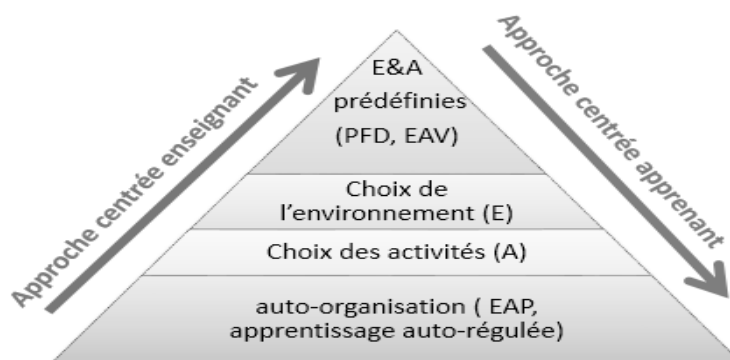 Approche centrée enseignant
Approche centrée apprenant
E&A
prédéfinies
(PFD, EAV)
Choix de
l'environnement (E)
Choix des activités (A)
auto-organisation ( EAP,
apprentissage auto-régulée)